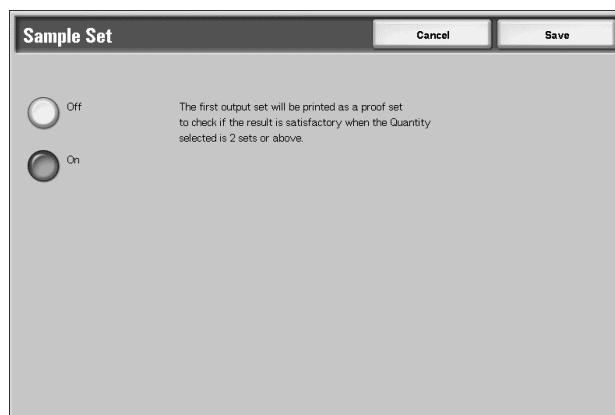 Sample Set
Cancel
Save
Off
The first output set will be printed as a proof set
to check if the result is satisfactory when the Quantity
selected is 2 sets or above.
On